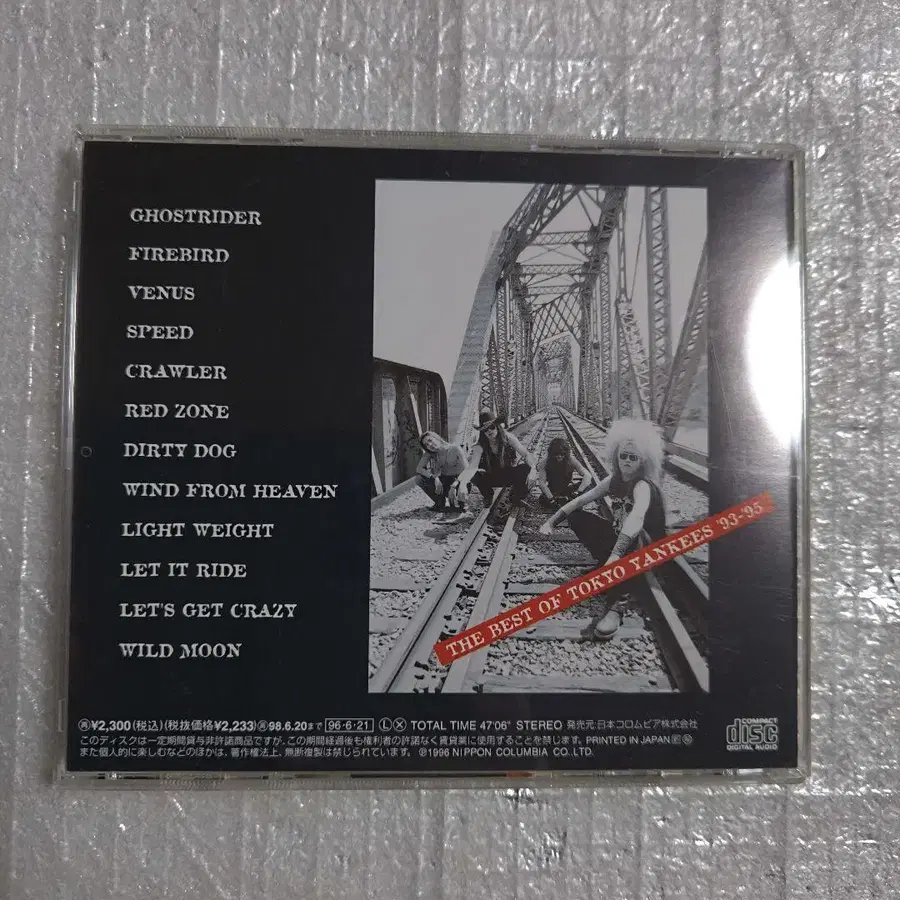 GHOSTRIDER
FIREBIRD
VENUS
SPEED
CRAWLER
RED ZONE
DIRTY DOG
WIND FROM HEAVEN
LIGHT WEIGHT
LET IT RIDE
LET'S GET CRAZY
WILD MOON
THE BEST OF TOKYO YANKEES '93-'95
¥2,300(税込)(税抜価格¥2,233)再98.6.20まで 96・6・21 Ⓛ Ⓧ TOTAL TIME 47'06" STEREO 発売元:日本コロムビア株式会社
このディスクは一定期間貸与非許諾商品ですが、この期間経過後も権利者の許諾なく賃貸業に使用することを禁じます。PRINTED IN JAPAN
また個人的に楽しむなどのほかは、著作権法上、無断複製は禁じられています。 ℗1996 NIPPON COLUMBIA CO.,LTD.
COMPACT
disc
DIGITAL AUDIO